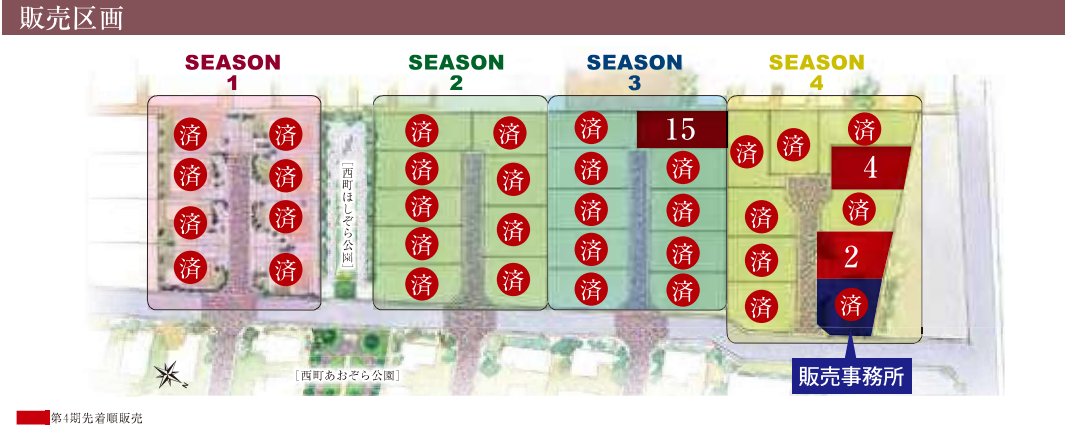 販売区画
SEASON
1
SEASON
2
SEASON
3
SEASON
4
済 済
済 済
済 済
済 済
済 済
済 済
済 済
済 済
済
済 15
済 済
済 済
済 済
済 済
済 済 済
4
済 済
済 2
済 済
[西町ほしぞら公園]
[西町あおぞら公園]
N
販売事務所
第4期先着順販売